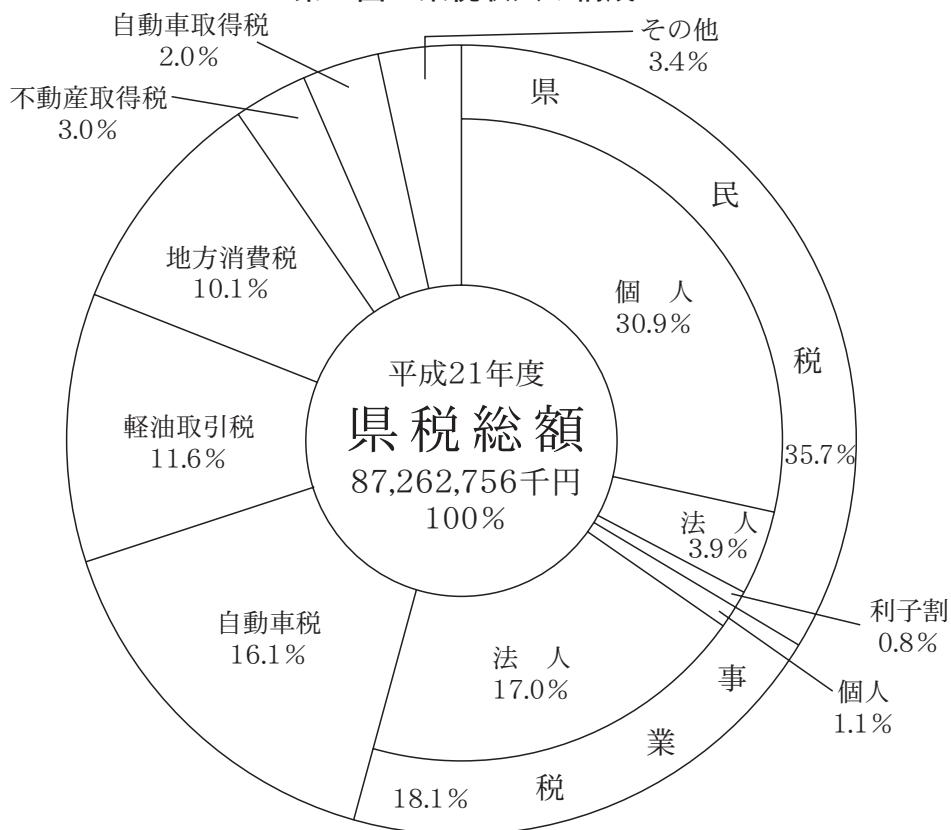 自動車取得税
2.0%
その他
3.4%
不動産取得税
3.0%
県民税
35.7%
個 人
30.9%
地方消費税
10.1%
平成21年度
県税総額
87,262,756千円
100%
軽油取引税
11.6%
法 人
3.9%
利子割
0.8%
個人
1.1%
自動車税
16.1%
法 人
17.0%
事業税
18.1%